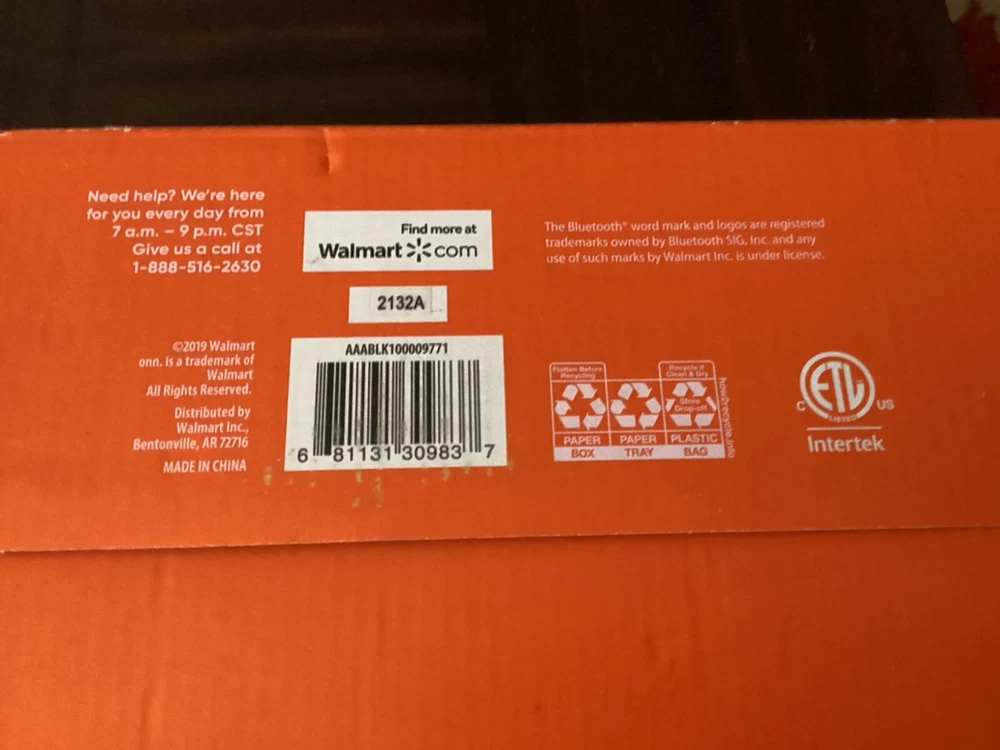 Need help? We're here
for you every day from
7 a.m. – 9 p.m. CST
Give us a call at
1-888-516-2630
Find more at
Walmart com
2132A
The Bluetooth® word mark and logos are registered
trademarks owned by Bluetooth SIG, Inc. and any
use of such marks by Walmart Inc. is under license.
©2019 Walmart
onn. is a trademark of
Walmart
All Rights Reserved.
Distributed by
Walmart Inc.,
Bentonville, AR 72716
MADE IN CHINA
AAABLK100009771
6 81131 30983 7
Flatten Before
Recycling
Recycle if
Clean & Dry
Store
Drop-off
PAPER PAPER PLASTIC
BOX TRAY BAG
how2recycle.info
ETL
LISTED
C US
Intertek